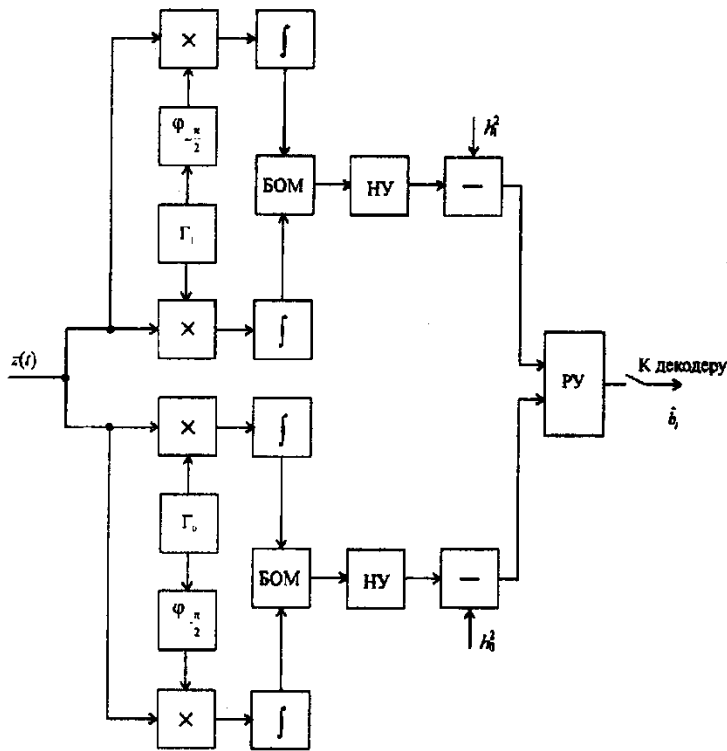 ×
∫
φ -π/2
h₁²
БОМ
НУ
−
Г₁
×
∫
z(t)
РУ
К декодеру
b̂ᵢ
×
∫
Г₀
БОМ
НУ
−
φ -π/2
h₀²
×
∫